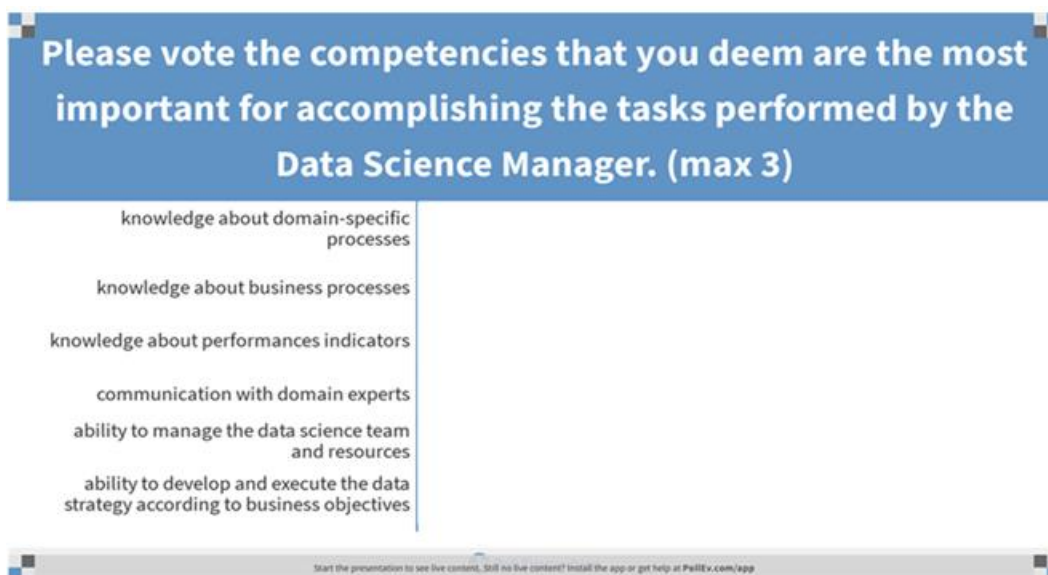 Please vote the competencies that you deem are the most
important for accomplishing the tasks performed by the
Data Science Manager. (max 3)
knowledge about domain-specific
processes
knowledge about business processes
knowledge about performances indicators
communication with domain experts
ability to manage the data science team
and resources
ability to develop and execute the data
strategy according to business objectives
Start the presentation to see live content. Still no live content? Install the app or get help at PollEv.com/app